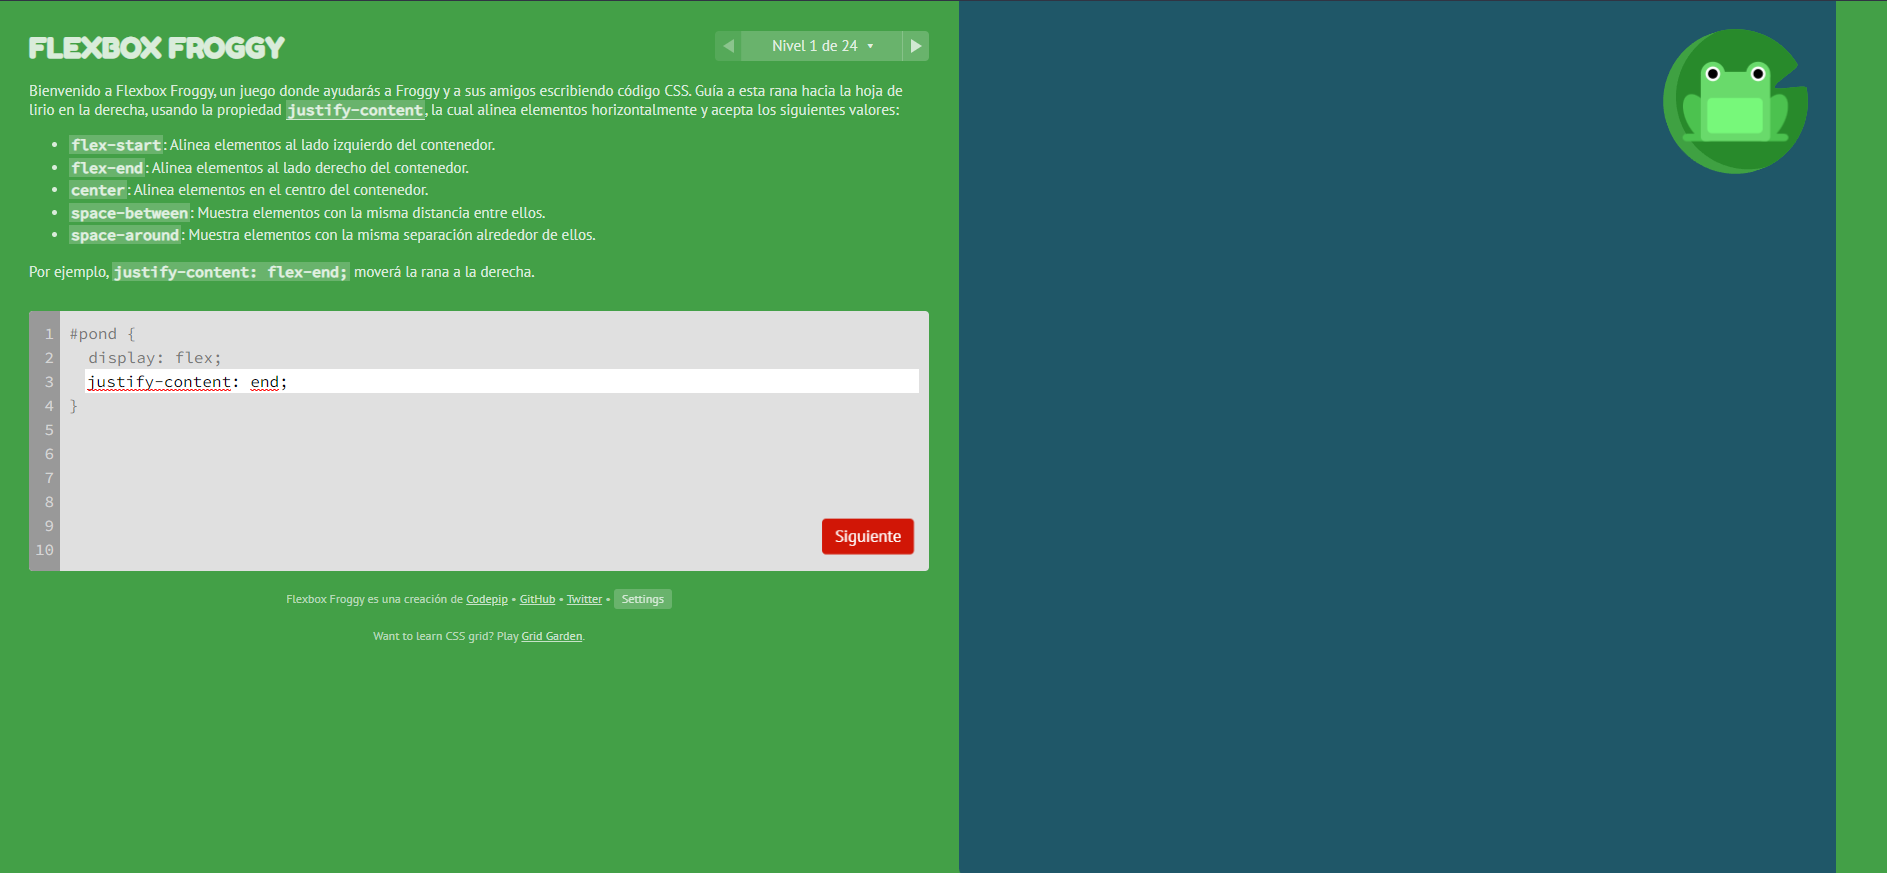 FLEXBOX FROGGY
Nivel 1 de 24
Bienvenido a Flexbox Froggy, un juego donde ayudarás a Froggy y a sus amigos escribiendo código CSS. Guía a esta rana hacia la hoja de
lirio en la derecha, usando la propiedad justify-content, la cual alinea elementos horizontalmente y acepta los siguientes valores:
• flex-start: Alinea elementos al lado izquierdo del contenedor.
• flex-end: Alinea elementos al lado derecho del contenedor.
• center: Alinea elementos en el centro del contenedor.
• space-between: Muestra elementos con la misma distancia entre ellos.
• space-around: Muestra elementos con la misma separación alrededor de ellos.
Por ejemplo, justify-content: flex-end; moverá la rana a la derecha.
1 #pond {
2 display: flex;
3 justify-content: end;
4 }
5
6
7
8
9
10
Siguiente
Flexbox Froggy es una creación de Codepip • GitHub • Twitter • Settings
Want to learn CSS grid? Play Grid Garden.